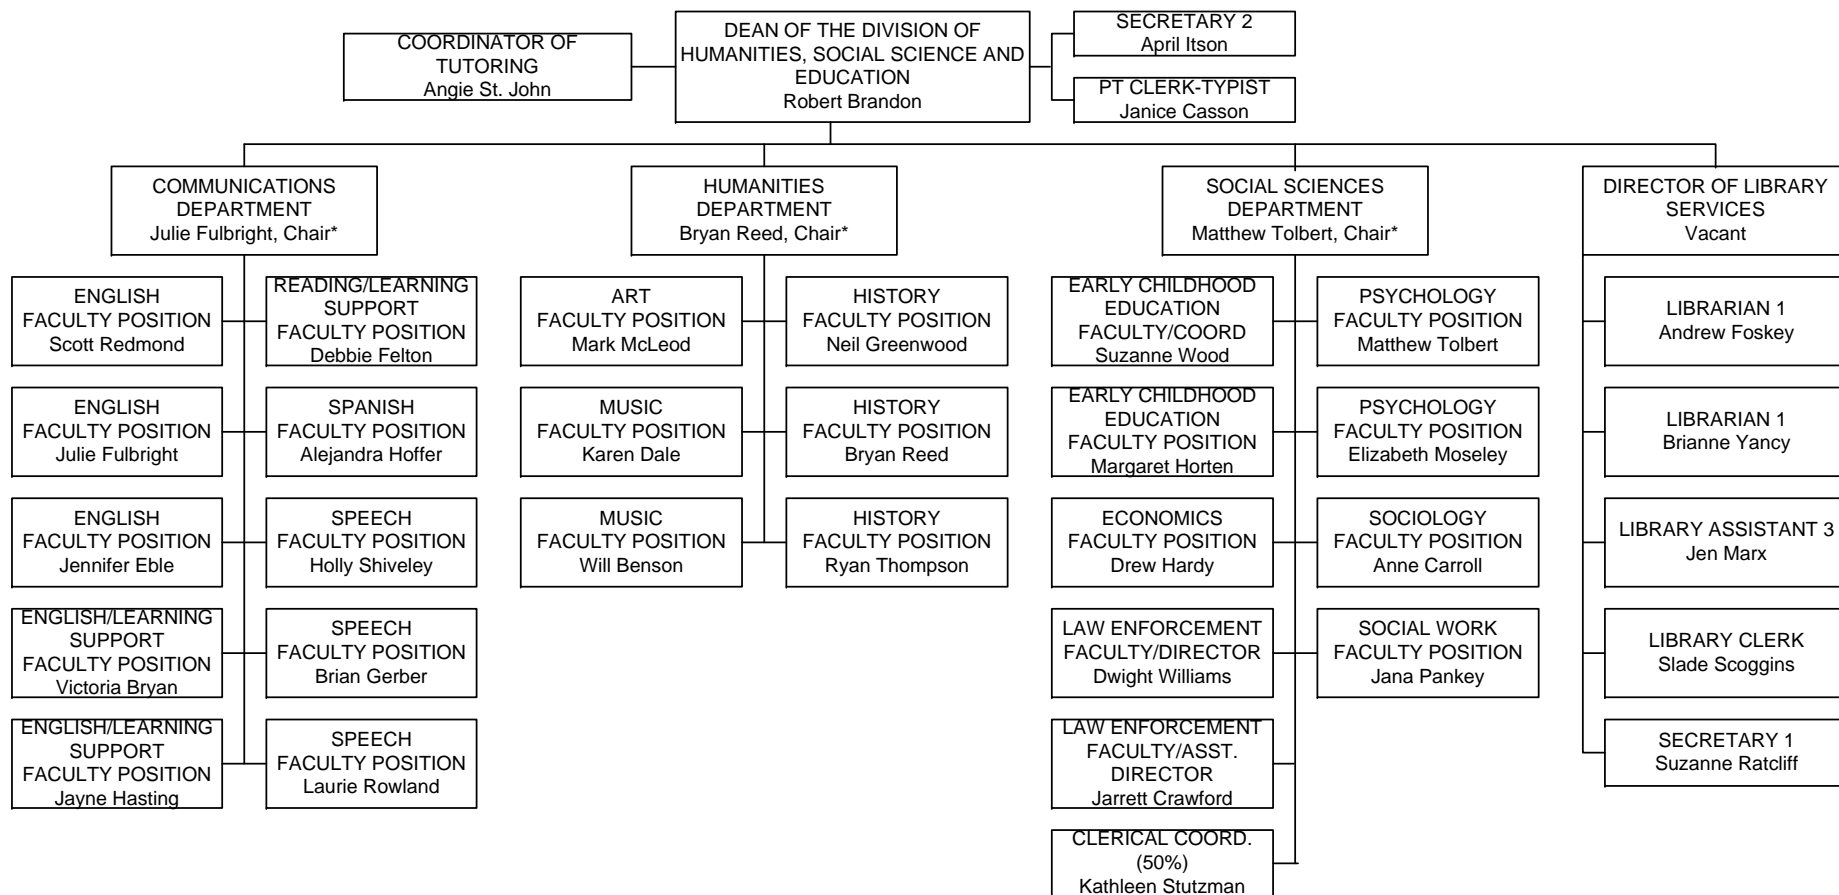 COORDINATOR OF
TUTORING
Angie St. John
DEAN OF THE DIVISION OF
HUMANITIES, SOCIAL SCIENCE AND
EDUCATION
Robert Brandon
SECRETARY 2
April Itson
PT CLERK-TYPIST
Janice Casson
COMMUNICATIONS
DEPARTMENT
Julie Fulbright, Chair*
HUMANITIES
DEPARTMENT
Bryan Reed, Chair*
SOCIAL SCIENCES
DEPARTMENT
Matthew Tolbert, Chair*
DIRECTOR OF LIBRARY
SERVICES
Vacant
ENGLISH
FACULTY POSITION
Scott Redmond
READING/LEARNING
SUPPORT
FACULTY POSITION
Debbie Felton
ART
FACULTY POSITION
Mark McLeod
HISTORY
FACULTY POSITION
Neil Greenwood
EARLY CHILDHOOD
EDUCATION
FACULTY/COORD
Suzanne Wood
PSYCHOLOGY
FACULTY POSITION
Matthew Tolbert
LIBRARIAN 1
Andrew Foskey
ENGLISH
FACULTY POSITION
Julie Fulbright
SPANISH
FACULTY POSITION
Alejandra Hoffer
MUSIC
FACULTY POSITION
Karen Dale
HISTORY
FACULTY POSITION
Bryan Reed
EARLY CHILDHOOD
EDUCATION
FACULTY POSITION
Margaret Horten
PSYCHOLOGY
FACULTY POSITION
Elizabeth Moseley
LIBRARIAN 1
Brianne Yancy
ENGLISH
FACULTY POSITION
Jennifer Eble
SPEECH
FACULTY POSITION
Holly Shiveley
MUSIC
FACULTY POSITION
Will Benson
HISTORY
FACULTY POSITION
Ryan Thompson
ECONOMICS
FACULTY POSITION
Drew Hardy
SOCIOLOGY
FACULTY POSITION
Anne Carroll
LIBRARY ASSISTANT 3
Jen Marx
ENGLISH/LEARNING
SUPPORT
FACULTY POSITION
Victoria Bryan
SPEECH
FACULTY POSITION
Brian Gerber
LAW ENFORCEMENT
FACULTY/DIRECTOR
Dwight Williams
SOCIAL WORK
FACULTY POSITION
Jana Pankey
LIBRARY CLERK
Slade Scoggins
ENGLISH/LEARNING
SUPPORT
FACULTY POSITION
Jayne Hasting
SPEECH
FACULTY POSITION
Laurie Rowland
LAW ENFORCEMENT
FACULTY/ASST.
DIRECTOR
Jarrett Crawford
SECRETARY 1
Suzanne Ratcliff
CLERICAL COORD.
(50%)
Kathleen Stutzman